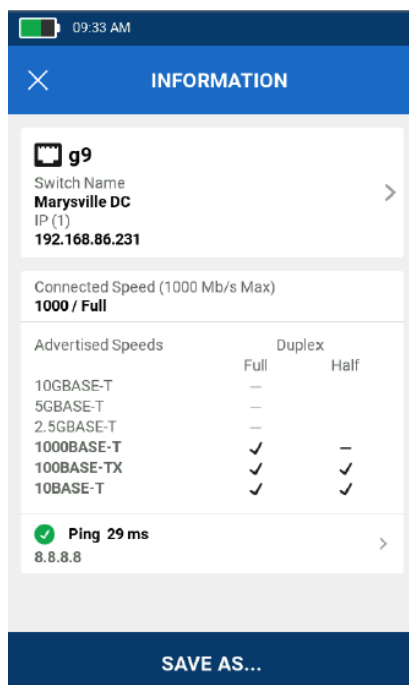 09:33 AM
INFORMATION
g9
Switch Name
Marysville DC
IP (1)
192.168.86.231
Connected Speed (1000 Mb/s Max)
1000 / Full
Advertised Speeds Duplex
Full Half
10GBASE-T –
5GBASE-T –
2.5GBASE-T –
1000BASE-T ✓ –
100BASE-TX ✓ ✓
10BASE-T ✓ ✓
Ping 29 ms
8.8.8.8
SAVE AS...